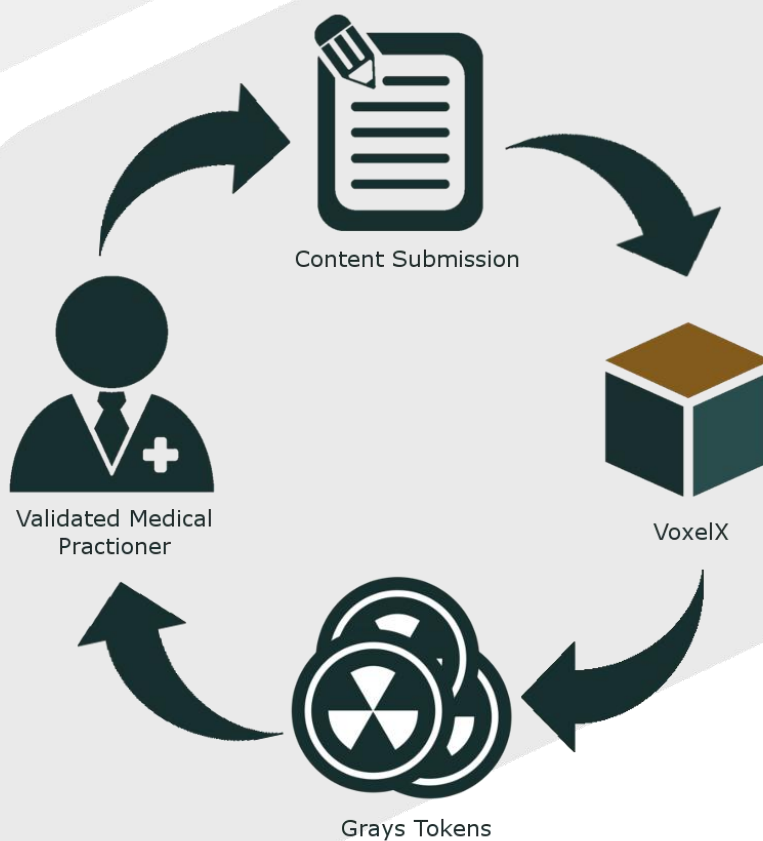 Content Submission
Validated Medical
Practioner
VoxelX
Grays Tokens